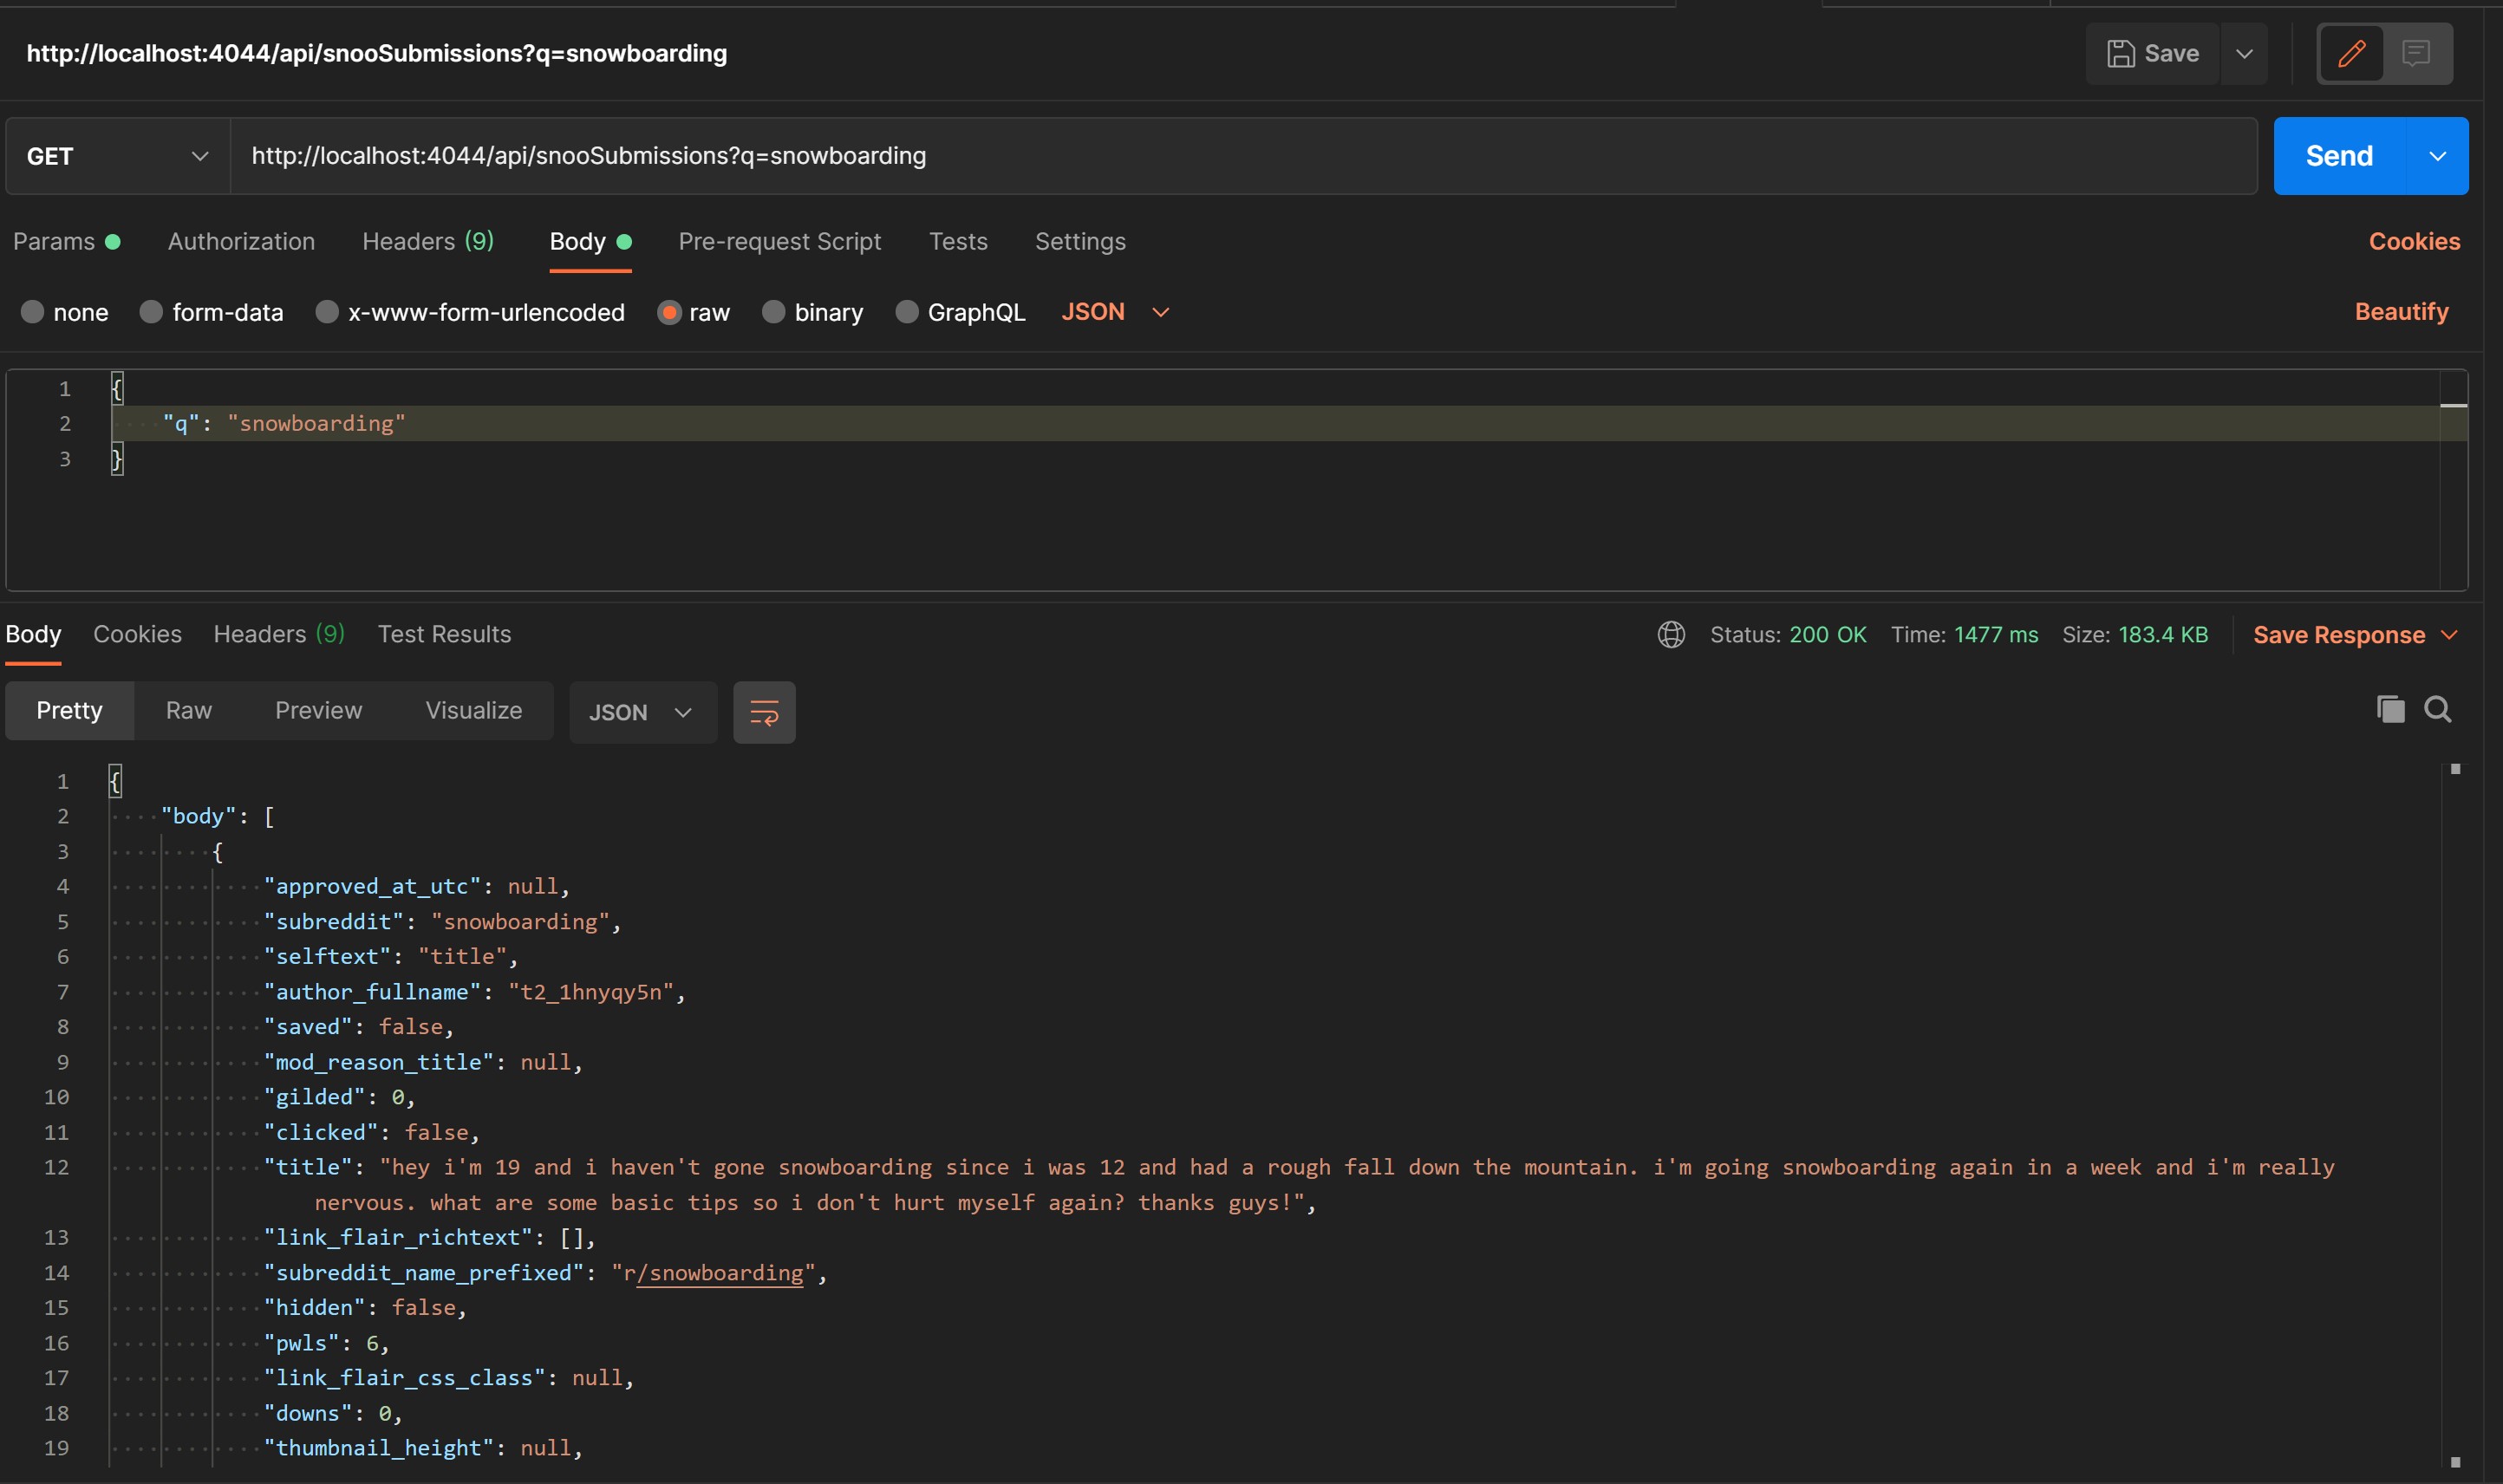 http://localhost:4044/api/snooSubmissions?q=snowboarding
Save
GET
http://localhost:4044/api/snooSubmissions?q=snowboarding
Send
Params Authorization Headers (9) Body Pre-request Script Tests Settings Cookies
none form-data x-www-form-urlencoded raw binary GraphQL JSON Beautify
1 {
2 "q": "snowboarding"
3 }
Body Cookies Headers (9) Test Results Status: 200 OK Time: 1477 ms Size: 183.4 KB Save Response
Pretty Raw Preview Visualize JSON
1 {
2 "body": [
3 {
4 "approved_at_utc": null,
5 "subreddit": "snowboarding",
6 "selftext": "title",
7 "author_fullname": "t2_1hnyqy5n",
8 "saved": false,
9 "mod_reason_title": null,
10 "gilded": 0,
11 "clicked": false,
12 "title": "hey i'm 19 and i haven't gone snowboarding since i was 12 and had a rough fall down the mountain. i'm going snowboarding again in a week and i'm really
nervous. what are some basic tips so i don't hurt myself again? thanks guys!",
13 "link_flair_richtext": [],
14 "subreddit_name_prefixed": "r/snowboarding",
15 "hidden": false,
16 "pwls": 6,
17 "link_flair_css_class": null,
18 "downs": 0,
19 "thumbnail_height": null,